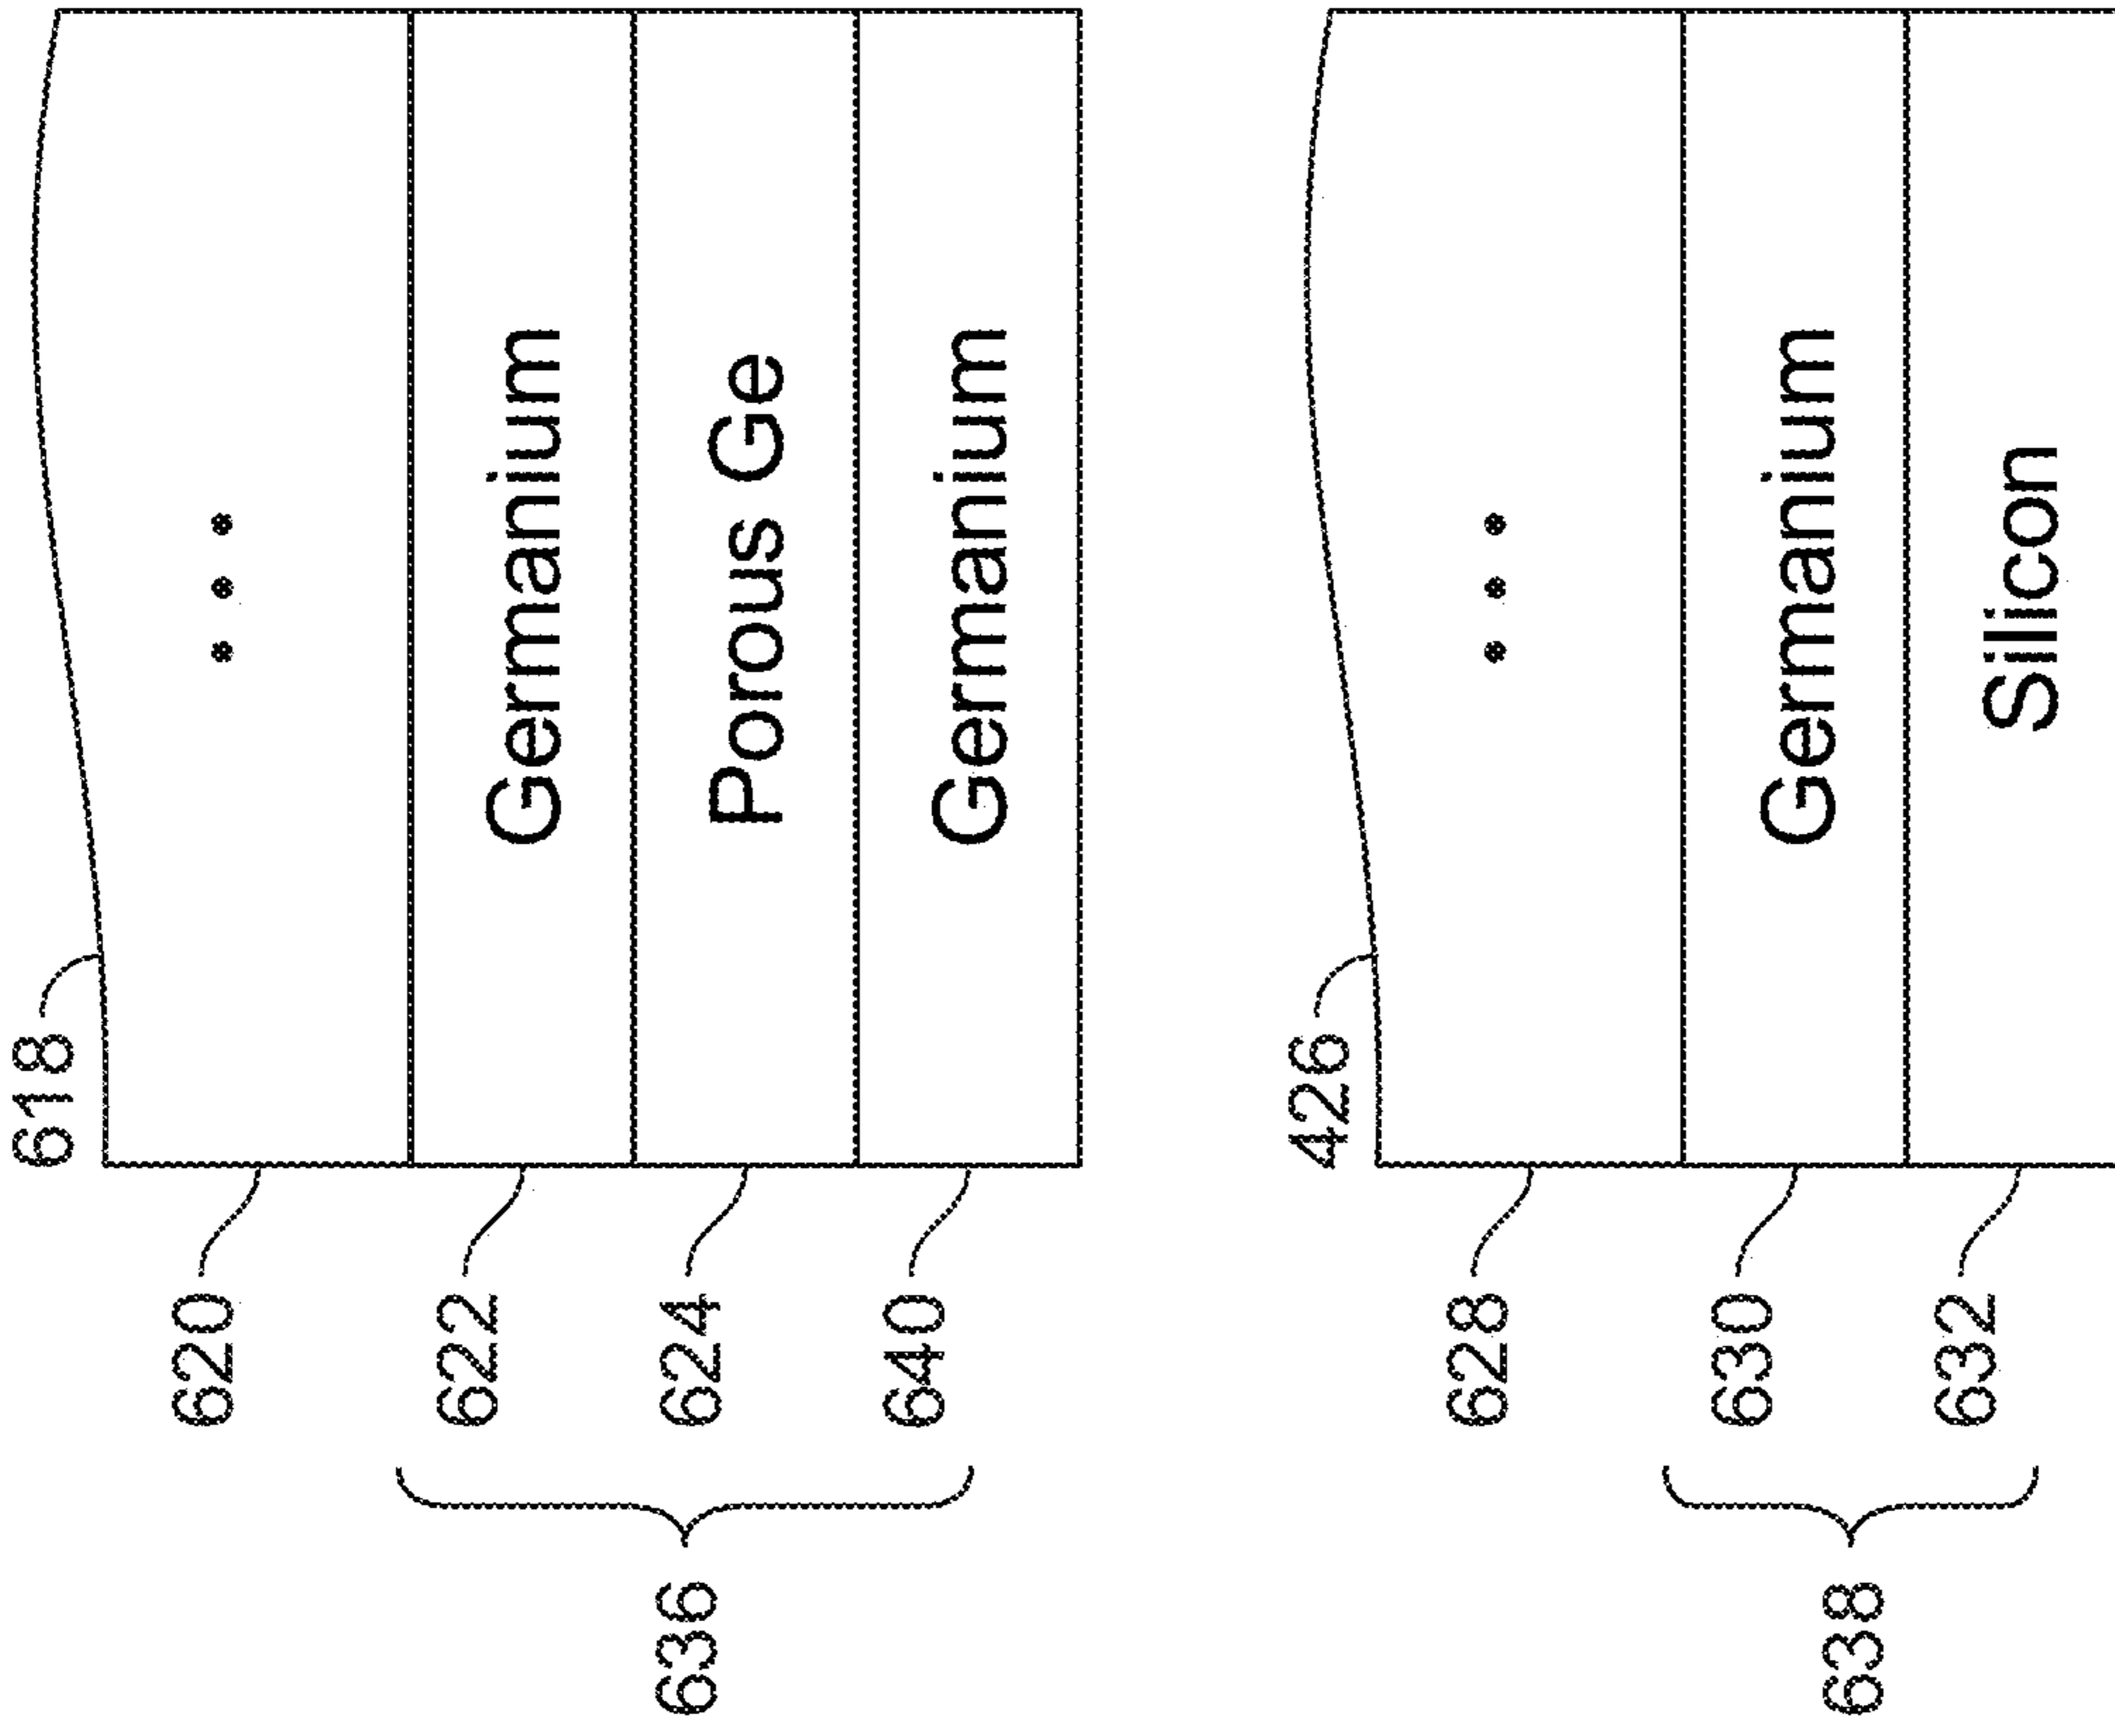 618
620 • • •
622 Germanium
636
624 Porous Ge
640 Germanium
426
628 • • •
630 Germanium
638
632 Silicon